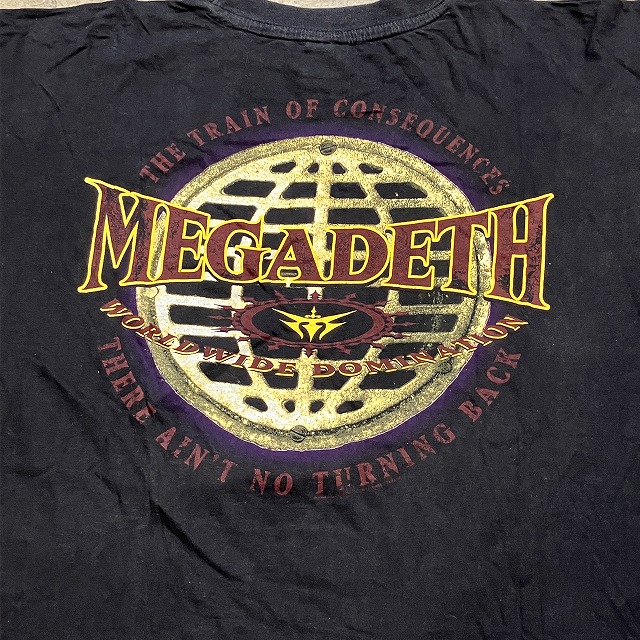 THE TRAIN OF CONSEQUENCES
MEGADETH
WORLDWIDE DOMINATION
THERE AIN'T NO TURNING BACK